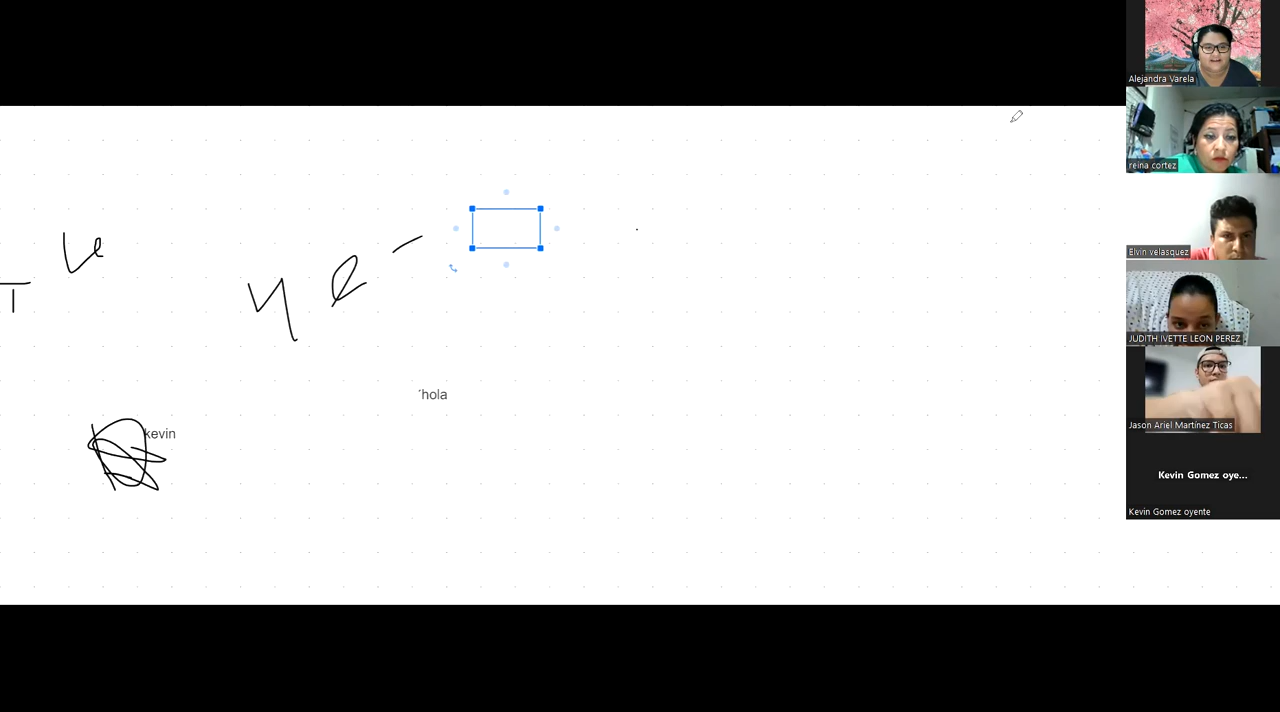 Alejandra Varela
reina cortez
Elvin velasquez
JUDITH IVETTE LEON PEREZ
Jason Ariel Martínez Ticas
Kevin Gomez oye...
Kevin Gomez oyente
T
y e -
´hola
kevin